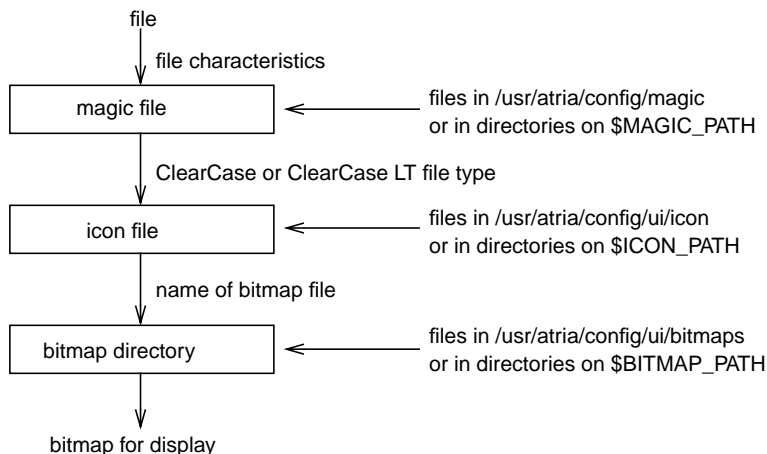 file
file characteristics
magic file
files in /usr/atria/config/magic
or in directories on $MAGIC_PATH
ClearCase or ClearCase LT file type
icon file
files in /usr/atria/config/ui/icon
or in directories on $ICON_PATH
name of bitmap file
bitmap directory
files in /usr/atria/config/ui/bitmaps
or in directories on $BITMAP_PATH
bitmap for display